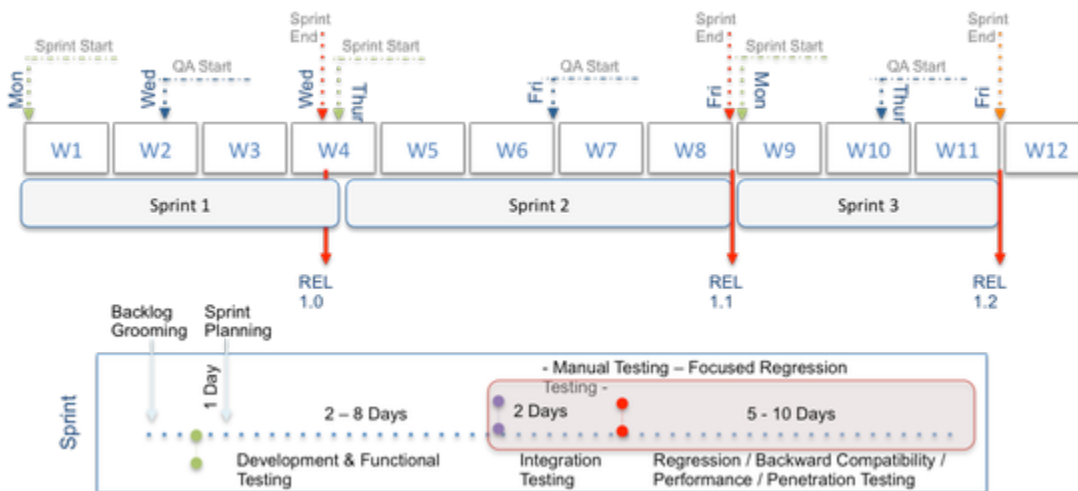 Sprint
End
Sprint
End
Sprint
End
Sprint Start
Sprint Start
Sprint Start
QA Start
QA Start
QA Start
Mon
Wed
Wed
Thur
Fri
Fri
Mon
Thur
Fri
W1
W2
W3
W4
W5
W6
W7
W8
W9
W10
W11
W12
Sprint 1
Sprint 2
Sprint 3
REL
1.0
REL
1.1
REL
1.2
Backlog
Grooming
Sprint
Planning
Sprint
1 Day
- Manual Testing – Focused Regression
Testing -
2 – 8 Days
2 Days
5 - 10 Days
Development & Functional
Testing
Integration
Testing
Regression / Backward Compatibility /
Performance / Penetration Testing